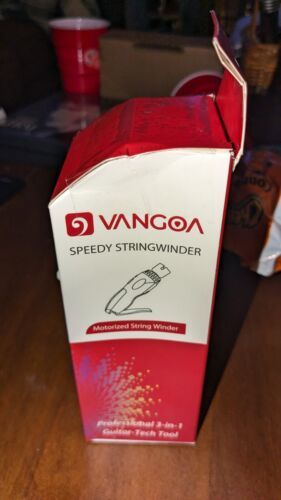 VANGOA
SPEEDY STRINGWINDER
Motorized String Winder
professional 3-in-1
Guitar-Tech Tool